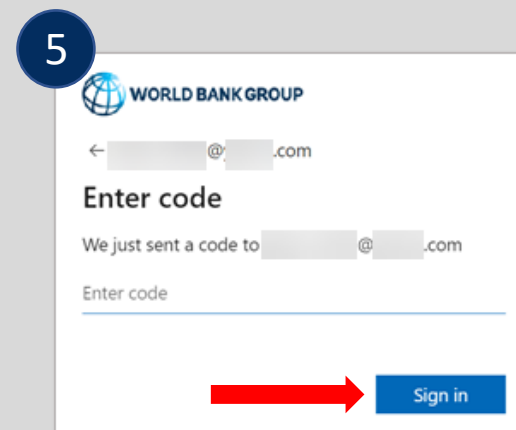 5
WORLD BANK GROUP
← @ .com
Enter code
We just sent a code to @ .com
Enter code
Sign in